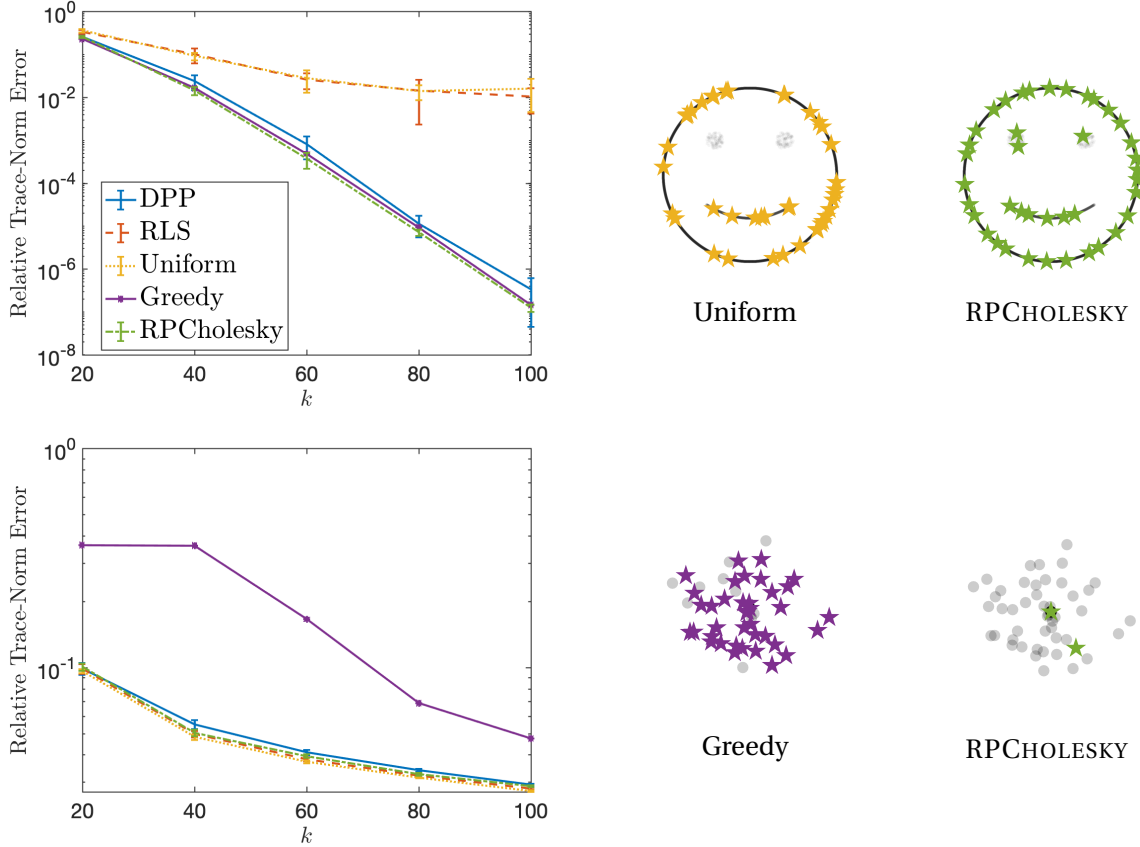 Relative Trace-Norm Error
10^0
10^-2
10^-4
10^-6
10^-8
DPP
RLS
Uniform
Greedy
RPCholesky
20 40 60 80 100
k
Uniform
RPCHOLESKY
Relative Trace-Norm Error
10^0
10^-1
20 40 60 80 100
k
Greedy
RPCHOLESKY